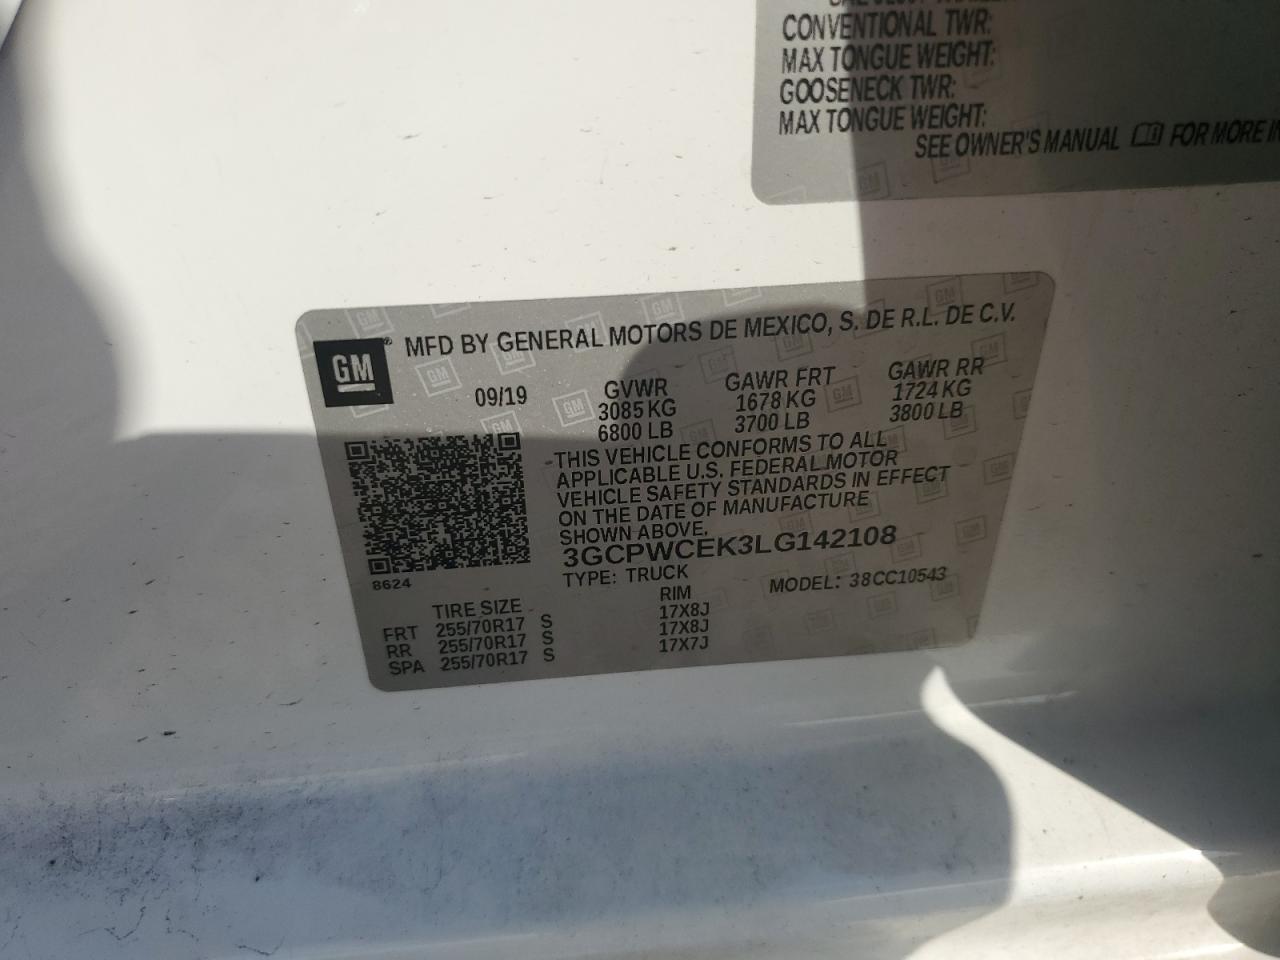 CONVENTIONAL TWR:
MAX TONGUE WEIGHT:
GOOSENECK TWR:
MAX TONGUE WEIGHT:
SEE OWNER'S MANUAL FOR MORE
GM® MFD BY GENERAL MOTORS DE MEXICO, S. DE R.L. DE C.V.
09/19 GVWR GAWR FRT GAWR RR
3085 KG 1678 KG 1724 KG
6800 LB 3700 LB 3800 LB
THIS VEHICLE CONFORMS TO ALL
APPLICABLE U.S. FEDERAL MOTOR
VEHICLE SAFETY STANDARDS IN EFFECT
ON THE DATE OF MANUFACTURE
SHOWN ABOVE.
3GCPWCEK3LG142108
8624 TYPE: TRUCK MODEL: 38CC10543
TIRE SIZE RIM
FRT 255/70R17 S 17X8J
RR 255/70R17 S 17X8J
SPA 255/70R17 S 17X7J